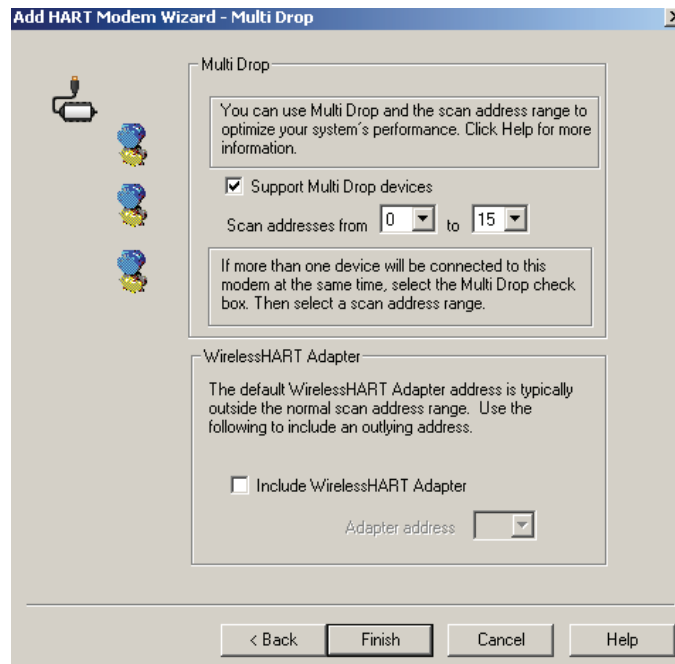 Add HART Modem Wizard - Multi Drop
Multi Drop
You can use Multi Drop and the scan address range to
optimize your system´s performance. Click Help for more
information.
Support Multi Drop devices
Scan addresses from 0 to 15
If more than one device will be connected to this
modem at the same time, select the Multi Drop check
box. Then select a scan address range.
WirelessHART Adapter
The default WirelessHART Adapter address is typically
outside the normal scan address range. Use the
following to include an outlying address.
Include WirelessHART Adapter
Adapter address
< Back Finish Cancel Help